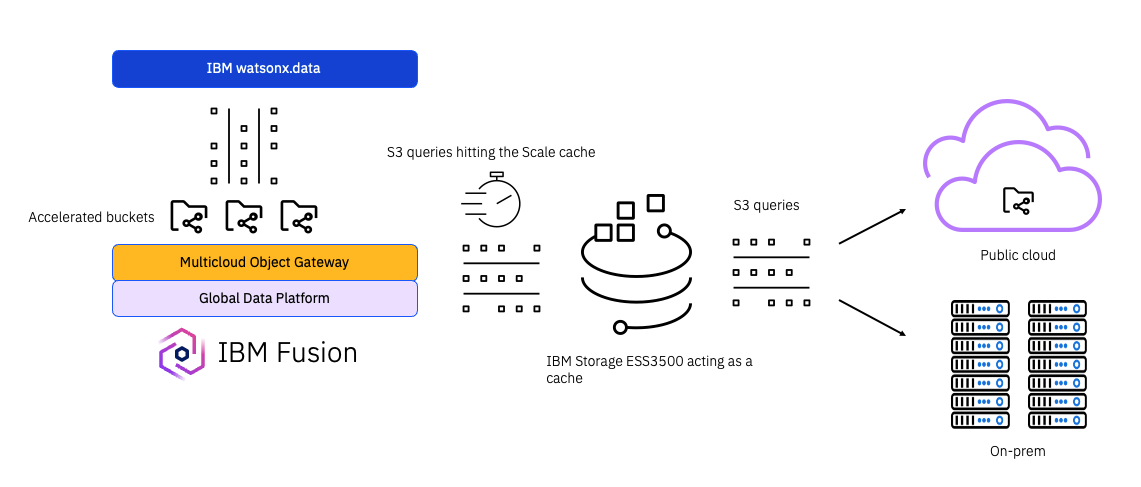 IBM watsonx.data
S3 queries hitting the Scale cache
Accelerated buckets
S3 queries
Multicloud Object Gateway
Public cloud
Global Data Platform
IBM Fusion
IBM Storage ESS3500 acting as a
cache
On-prem